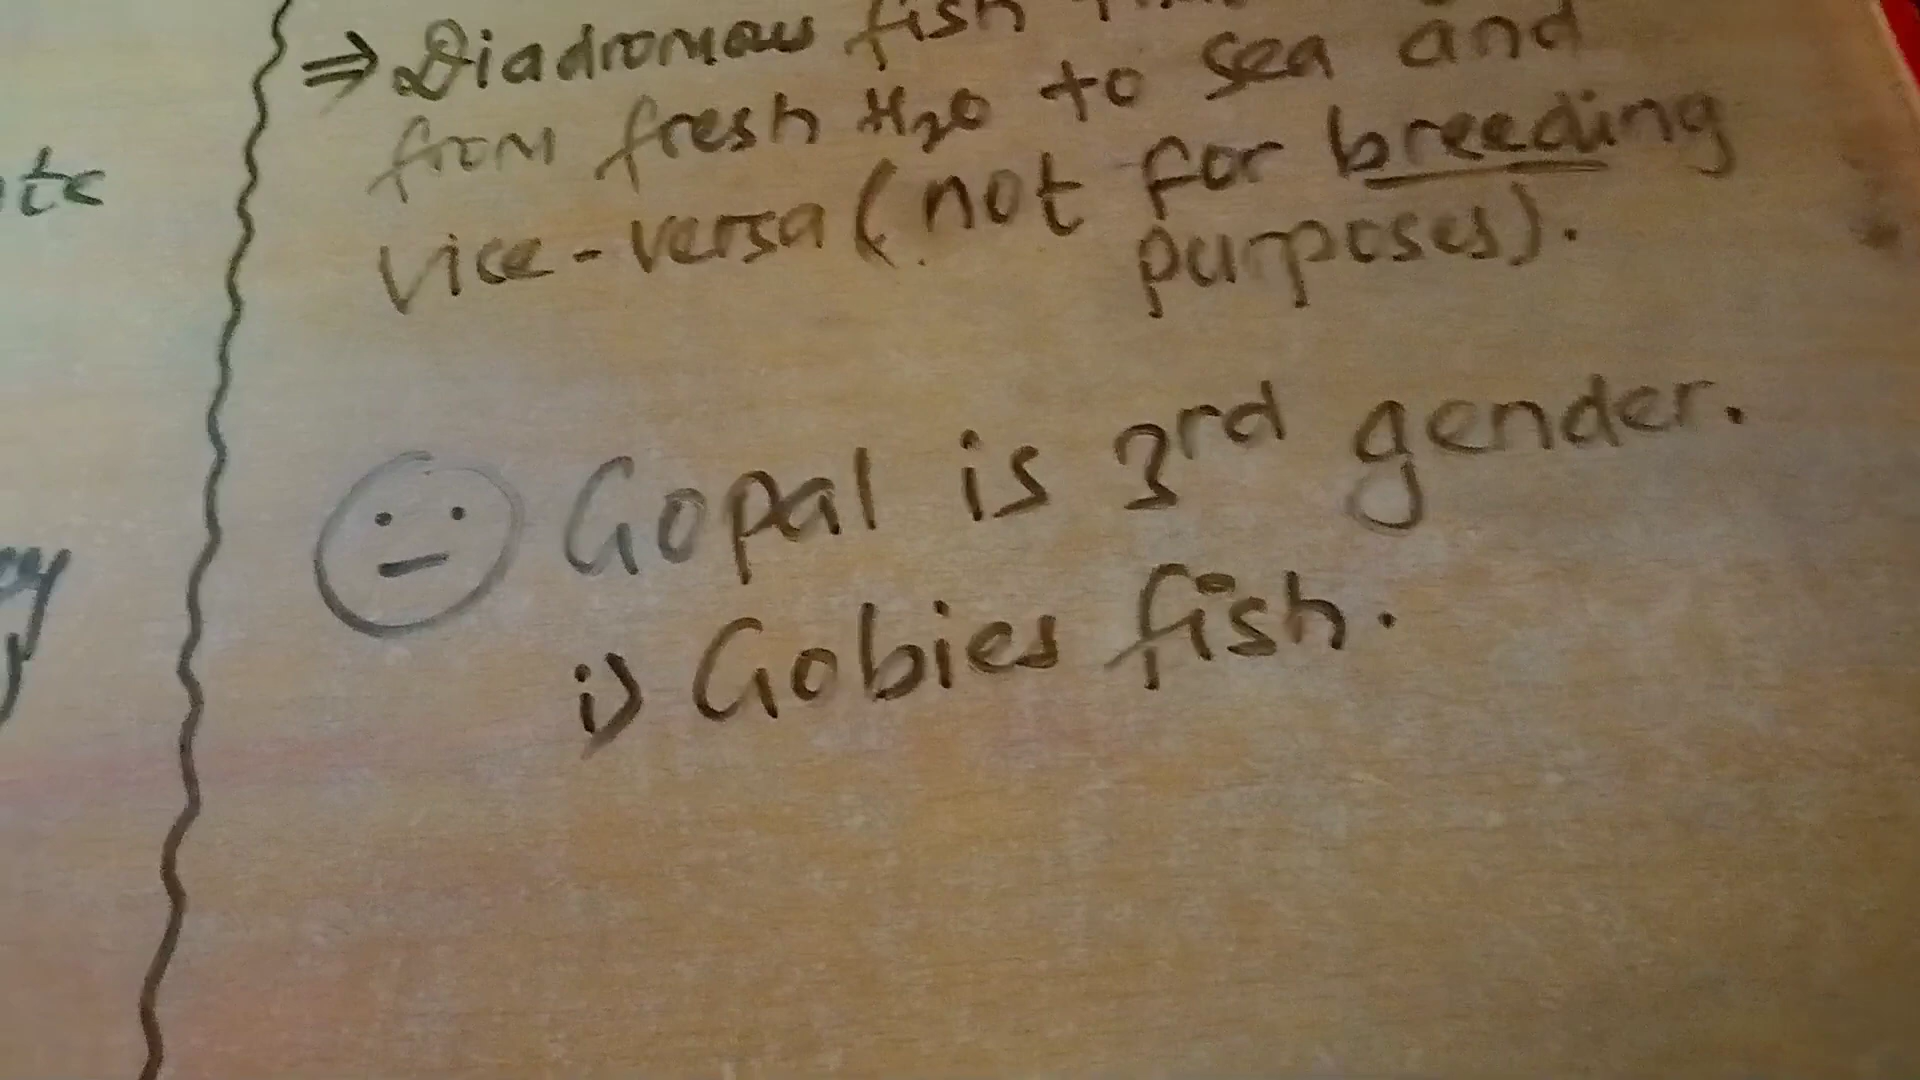 ⇒ Diadromous fish
from fresh H₂O to sea and
vice-versa (not for breeding
purposes).
Gopal is 3rd gender.
i) Gobies fish.